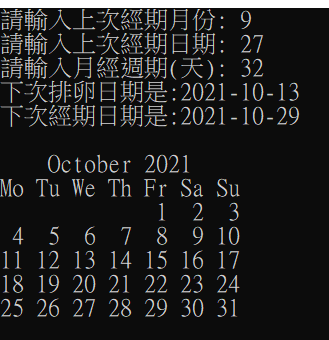 請輸入上次經期月份: 9
請輸入上次經期日期: 27
請輸入月經週期(天): 32
下次排卵日期是:2021-10-13
下次經期日期是:2021-10-29
October 2021
Mo Tu We Th Fr Sa Su
1 2 3
4 5 6 7 8 9 10
11 12 13 14 15 16 17
18 19 20 21 22 23 24
25 26 27 28 29 30 31